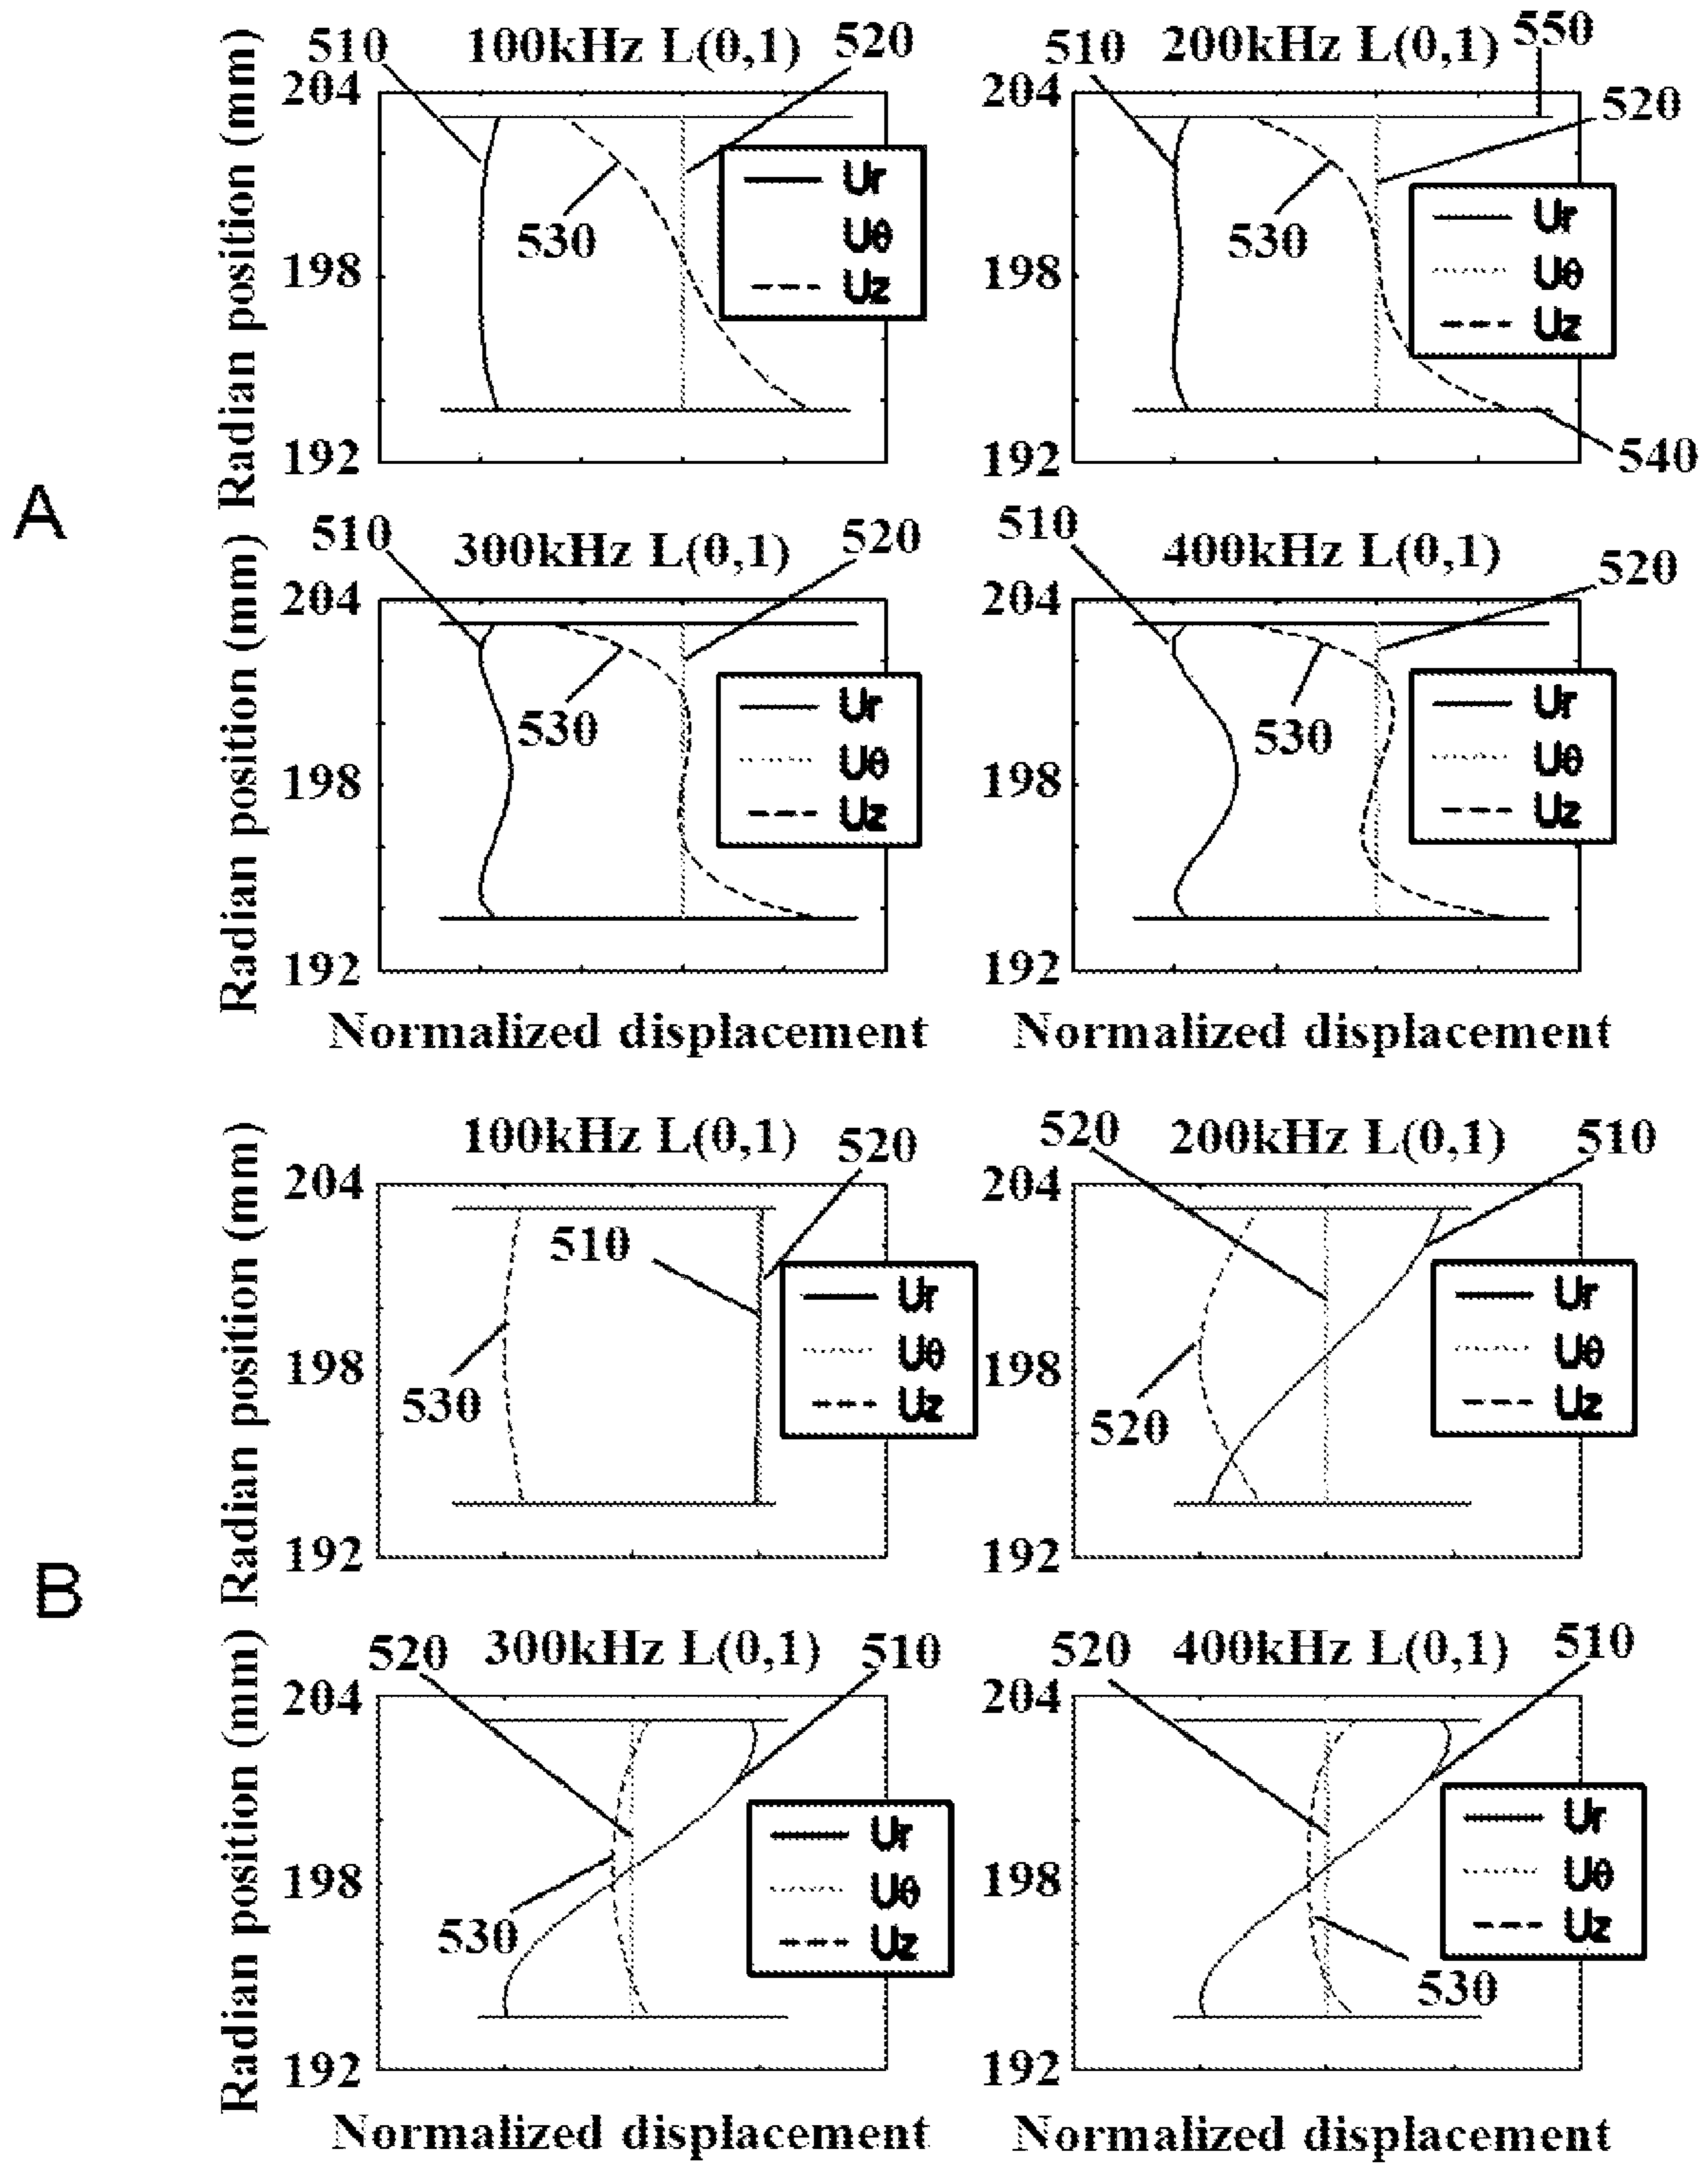 510 100kHz L(0,1) 520
204
Radian position (mm)
198
192
530
Ur
Uθ
Uz
510 200kHz L(0,1) 550
204
520
198
192
530
Ur
Uθ
Uz
540
A
510 300kHz L(0,1) 520
204
Radian position (mm)
198
192
530
Ur
Uθ
Uz
Normalized displacement
510 400kHz L(0,1)
520
204
198
192
530
Ur
Uθ
Uz
Normalized displacement
100kHz L(0,1) 520
204
Radian position (mm)
198
192
510
530
Ur
Uθ
Uz
520 200kHz L(0,1) 510
204
198
192
520
Ur
Uθ
Uz
B
520 300kHz L(0,1) 510
204
Radian position (mm)
198
192
530
Ur
Uθ
Uz
Normalized displacement
520 400kHz L(0,1) 510
204
198
192
530
Ur
Uθ
Uz
Normalized displacement